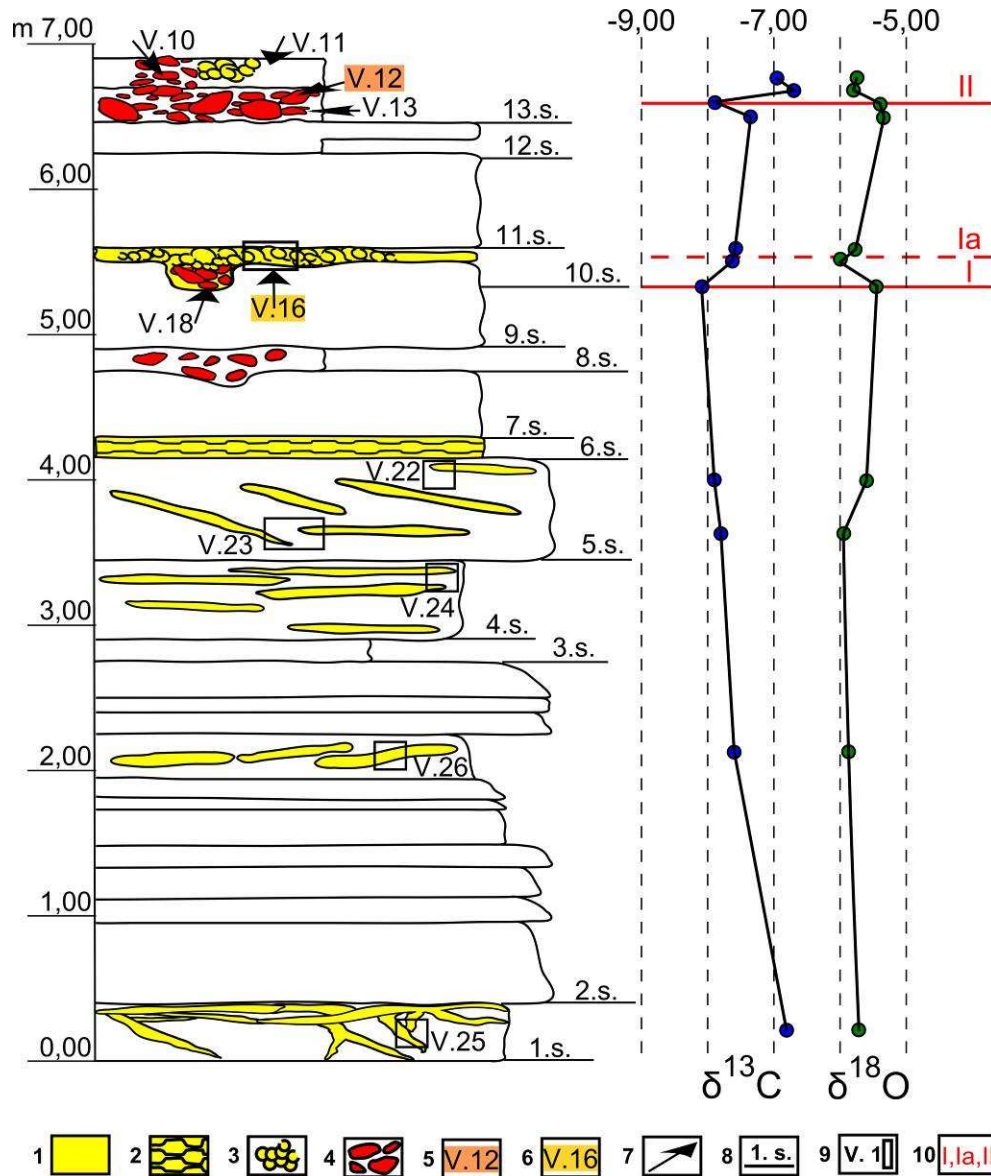 -9,00 -7,00 -5,00
m 7,00
V.10 V.11
V.12
V.13
II
13.s.
12.s.
6,00
11.s.
Ia
I
10.s.
V.18 V.16
5,00
9.s.
8.s.
7.s.
6.s.
4,00
V.22
V.23
5.s.
V.24
3,00
4.s.
3.s.
2,00
V.26
1,00
2.s.
V.25
0,00
1.s.
δ13C δ18O
1 2 3 4 5 V.12 6 V.16 7 8 1. s. 9 V. 1 10 I,Ia,II